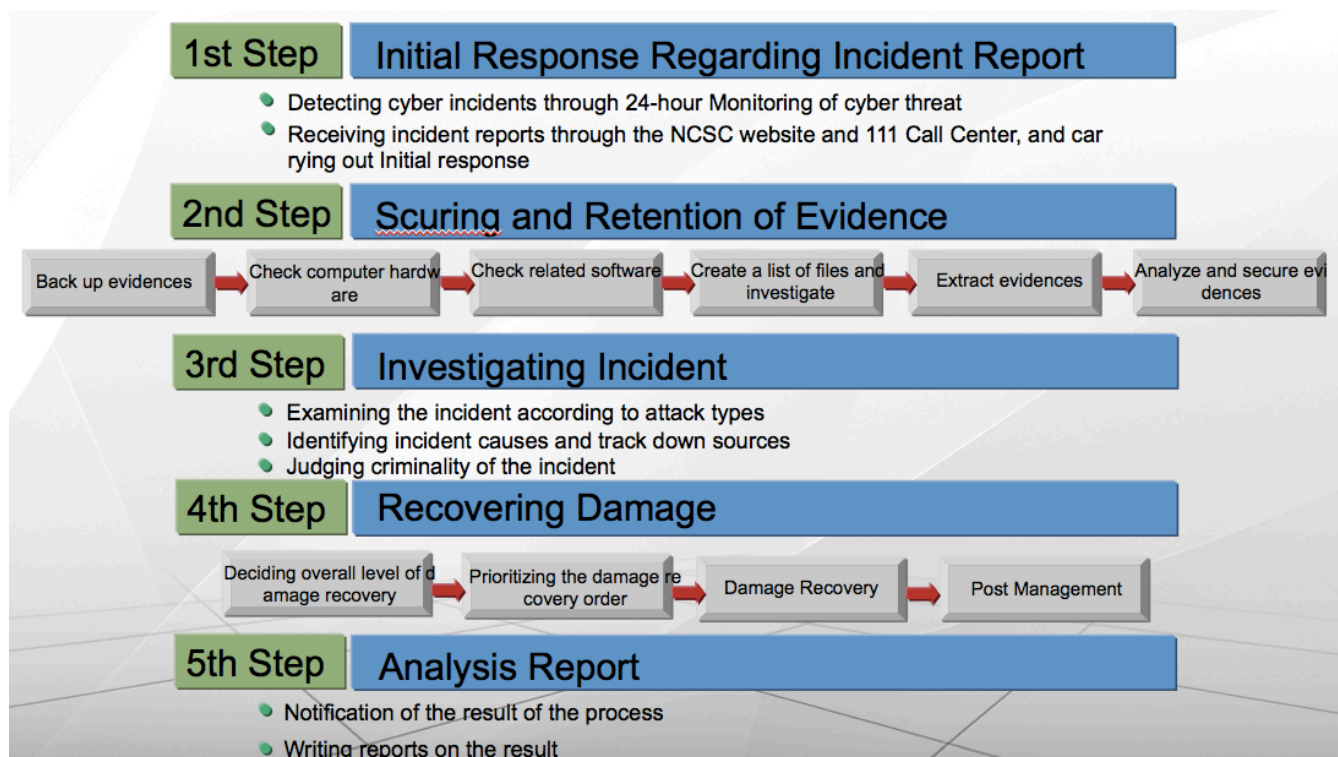 1st Step Initial Response Regarding Incident Report
Detecting cyber incidents through 24-hour Monitoring of cyber threat
Receiving incident reports through the NCSC website and 111 Call Center, and car
rying out Initial response
2nd Step Scuring and Retention of Evidence
Back up evidences
Check computer hardw
are
Check related software
Create a list of files and
investigate
Extract evidences
Analyze and secure evi
dences
3rd Step Investigating Incident
Examining the incident according to attack types
Identifying incident causes and track down sources
Judging criminality of the incident
4th Step Recovering Damage
Deciding overall level of d
amage recovery
Prioritizing the damage re
covery order
Damage Recovery
Post Management
5th Step Analysis Report
Notification of the result of the process
Writing reports on the result